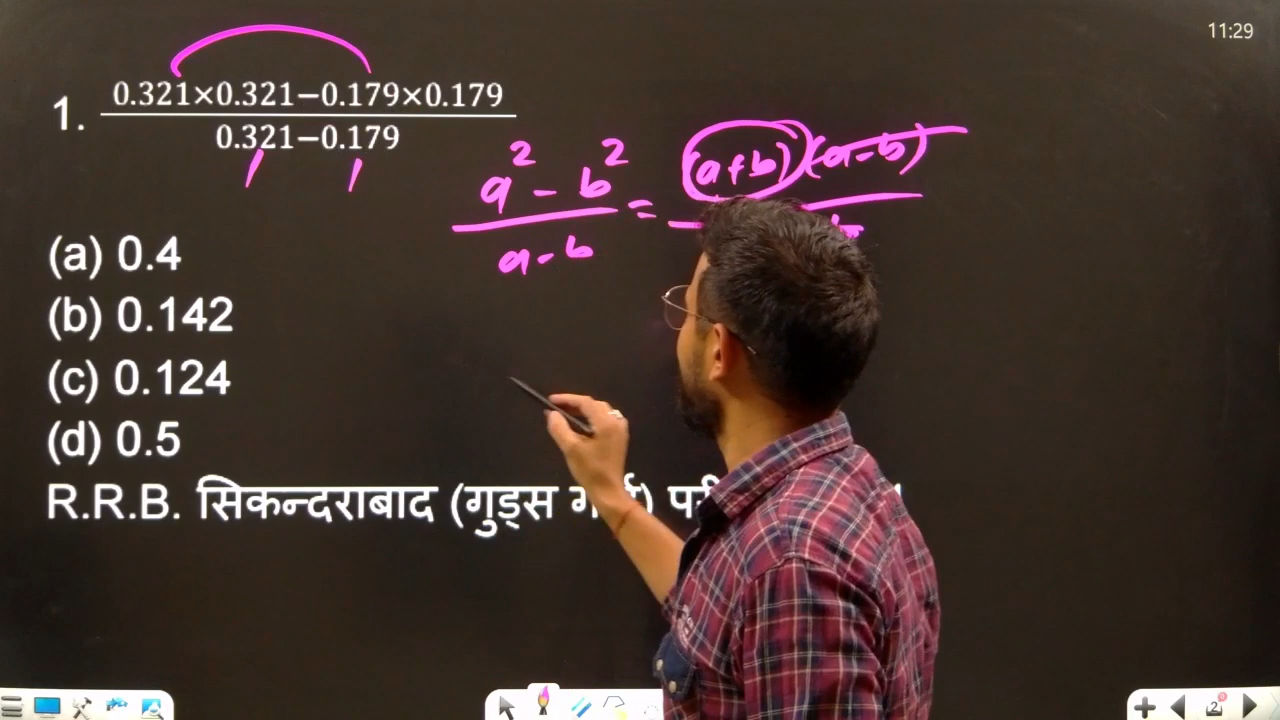 11:29
1. 0.321×0.321−0.179×0.179
0.321−0.179
a² - b² = (a+b)(a-b)
a-b
(a) 0.4
(b) 0.142
(c) 0.124
(d) 0.5
R.R.B. सिकन्दराबाद (गुड्स
2